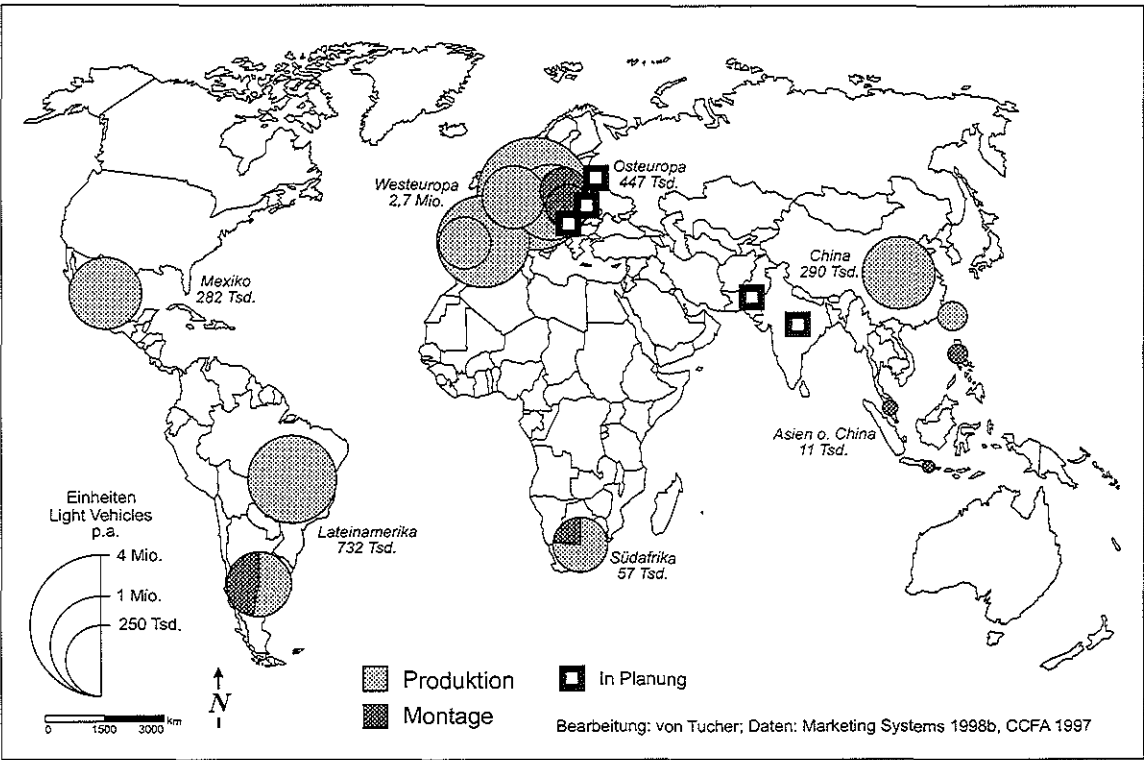 Osteuropa
447 Tsd.
Westeuropa
2,7 Mio.
China
290 Tsd.
Mexiko
282 Tsd.
Asien o. China
11 Tsd.
Einheiten
Light Vehicles
p.a.
4 Mio.
1 Mio.
250 Tsd.
Lateinamerika
732 Tsd.
Südafrika
57 Tsd.
N
0 1500 3000 km
Produktion
In Planung
Montage
Bearbeitung: von Tucher; Daten: Marketing Systems 1998b, CCFA 1997